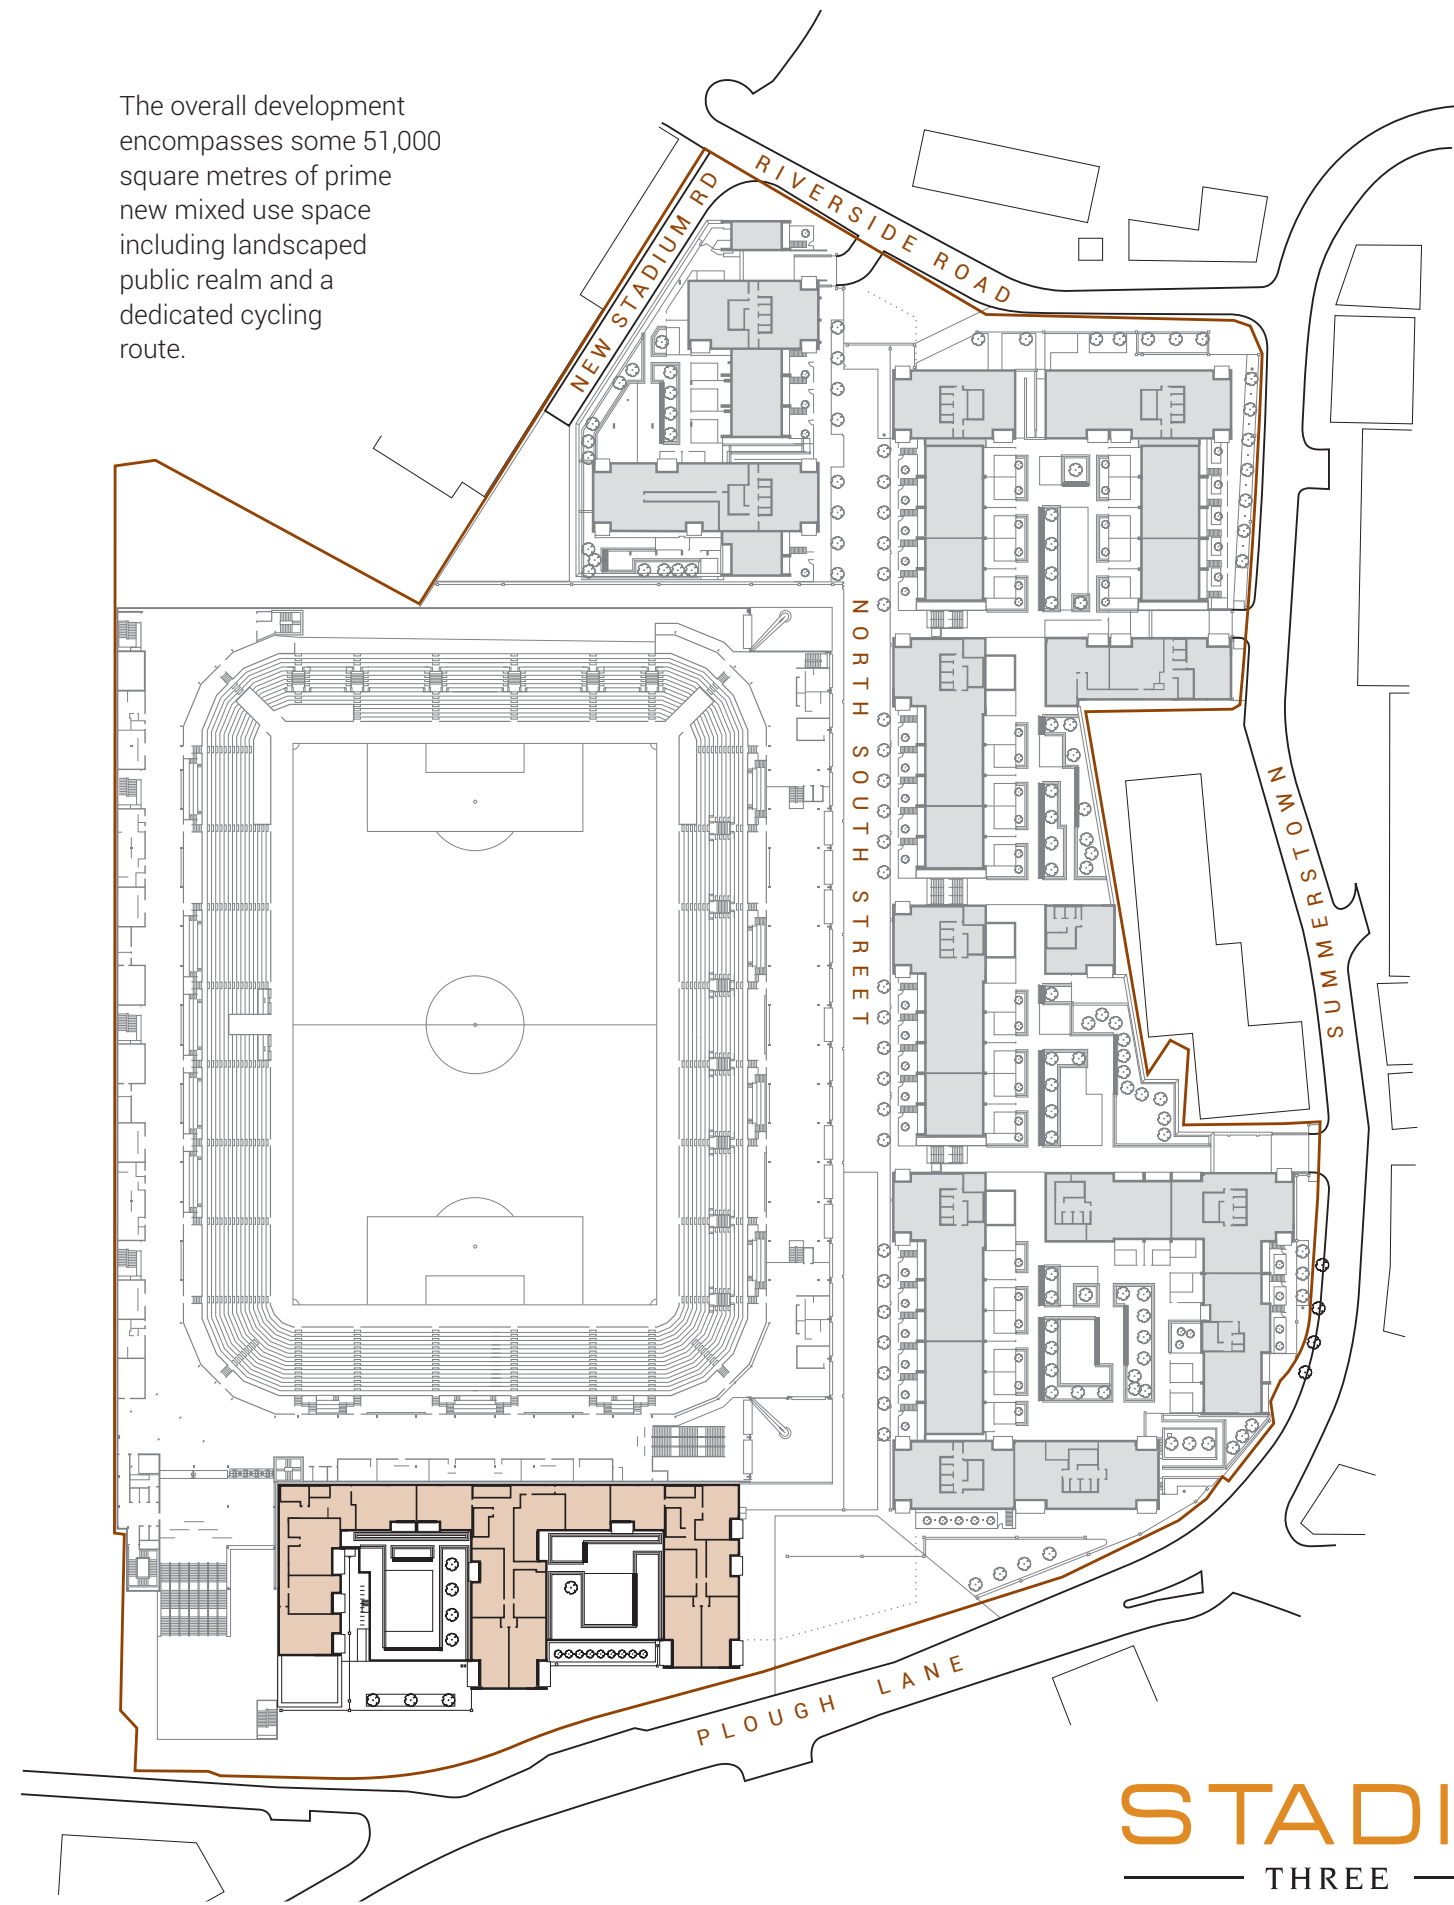 The overall development
encompasses some 51,000
square metres of prime
new mixed use space
including landscaped
public realm and a
dedicated cycling
route.
RIVERSIDE ROAD
NEW STADIUM RD
NORTH SOUTH STREET
SUMMERSTOWN
PLOUGH LANE
STADI
THREE